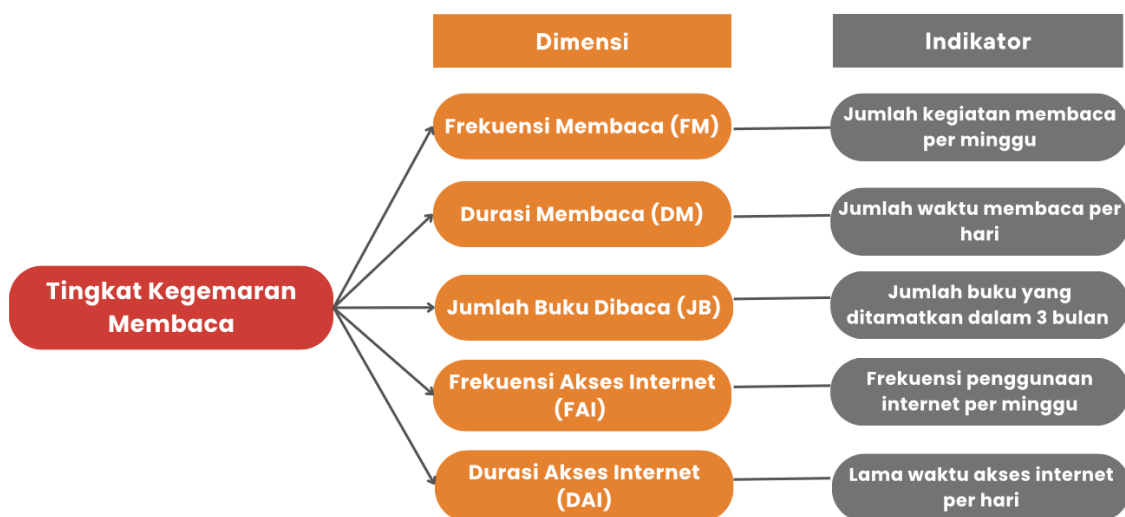 Dimensi
Indikator
Tingkat Kegemaran
Membaca
Frekuensi Membaca (FM)
Jumlah kegiatan membaca
per minggu
Durasi Membaca (DM)
Jumlah waktu membaca per
hari
Jumlah Buku Dibaca (JB)
Jumlah buku yang
ditamatkan dalam 3 bulan
Frekuensi Akses Internet
(FAI)
Frekuensi penggunaan
internet per minggu
Durasi Akses Internet
(DAI)
Lama waktu akses internet
per hari